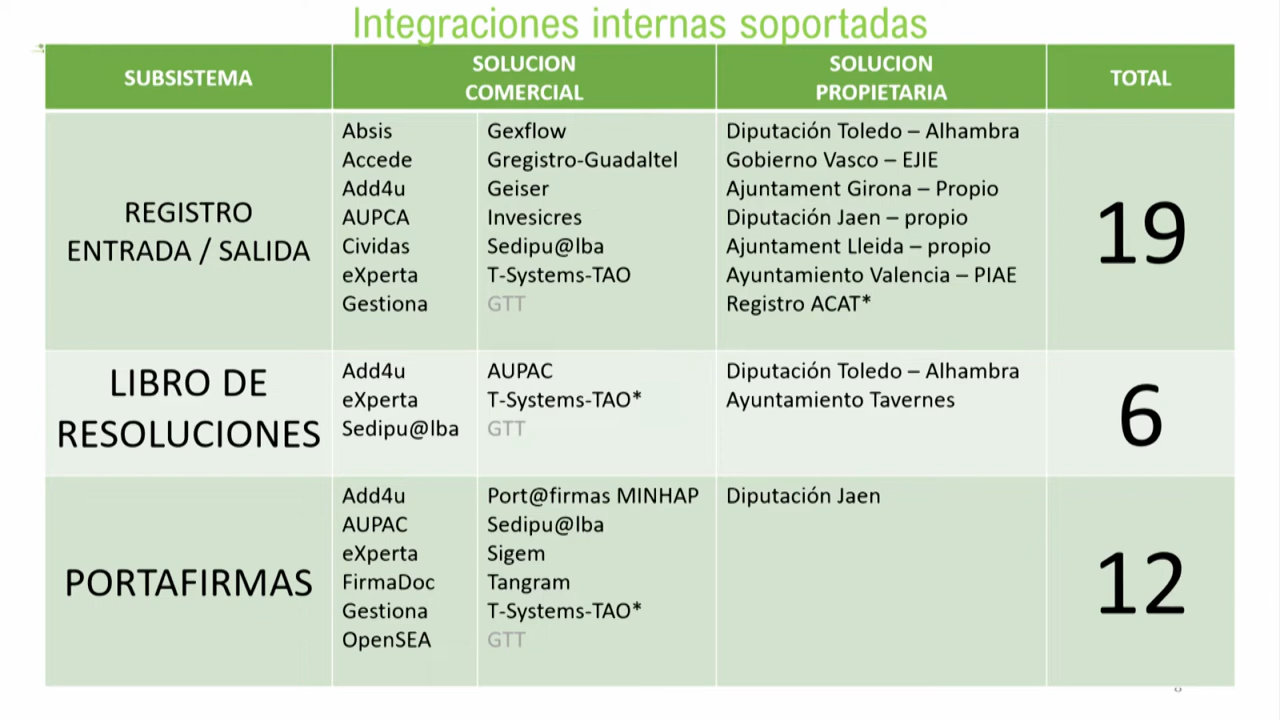 Integraciones internas soportadas
SUBSISTEMA
SOLUCION
COMERCIAL
SOLUCION
PROPIETARIA
TOTAL
REGISTRO
ENTRADA / SALIDA
Absis
Accede
Add4u
AUPCA
Cividas
eXperta
Gestiona
Gexflow
Gregistro-Guadaltel
Geiser
Invesicres
Sedipu@lba
T-Systems-TAO
GTT
Diputación Toledo – Alhambra
Gobierno Vasco – EJIE
Ajuntament Girona – Propio
Diputación Jaen – propio
Ajuntament Lleida – propio
Ayuntamiento Valencia – PIAE
Registro ACAT*
19
LIBRO DE
RESOLUCIONES
Add4u
eXperta
Sedipu@lba
AUPAC
T-Systems-TAO*
GTT
Diputación Toledo – Alhambra
Ayuntamiento Tavernes
6
PORTAFIRMAS
Add4u
AUPAC
eXperta
FirmaDoc
Gestiona
OpenSEA
Port@firmas MINHAP
Sedipu@lba
Sigem
Tangram
T-Systems-TAO*
GTT
Diputación Jaen
12